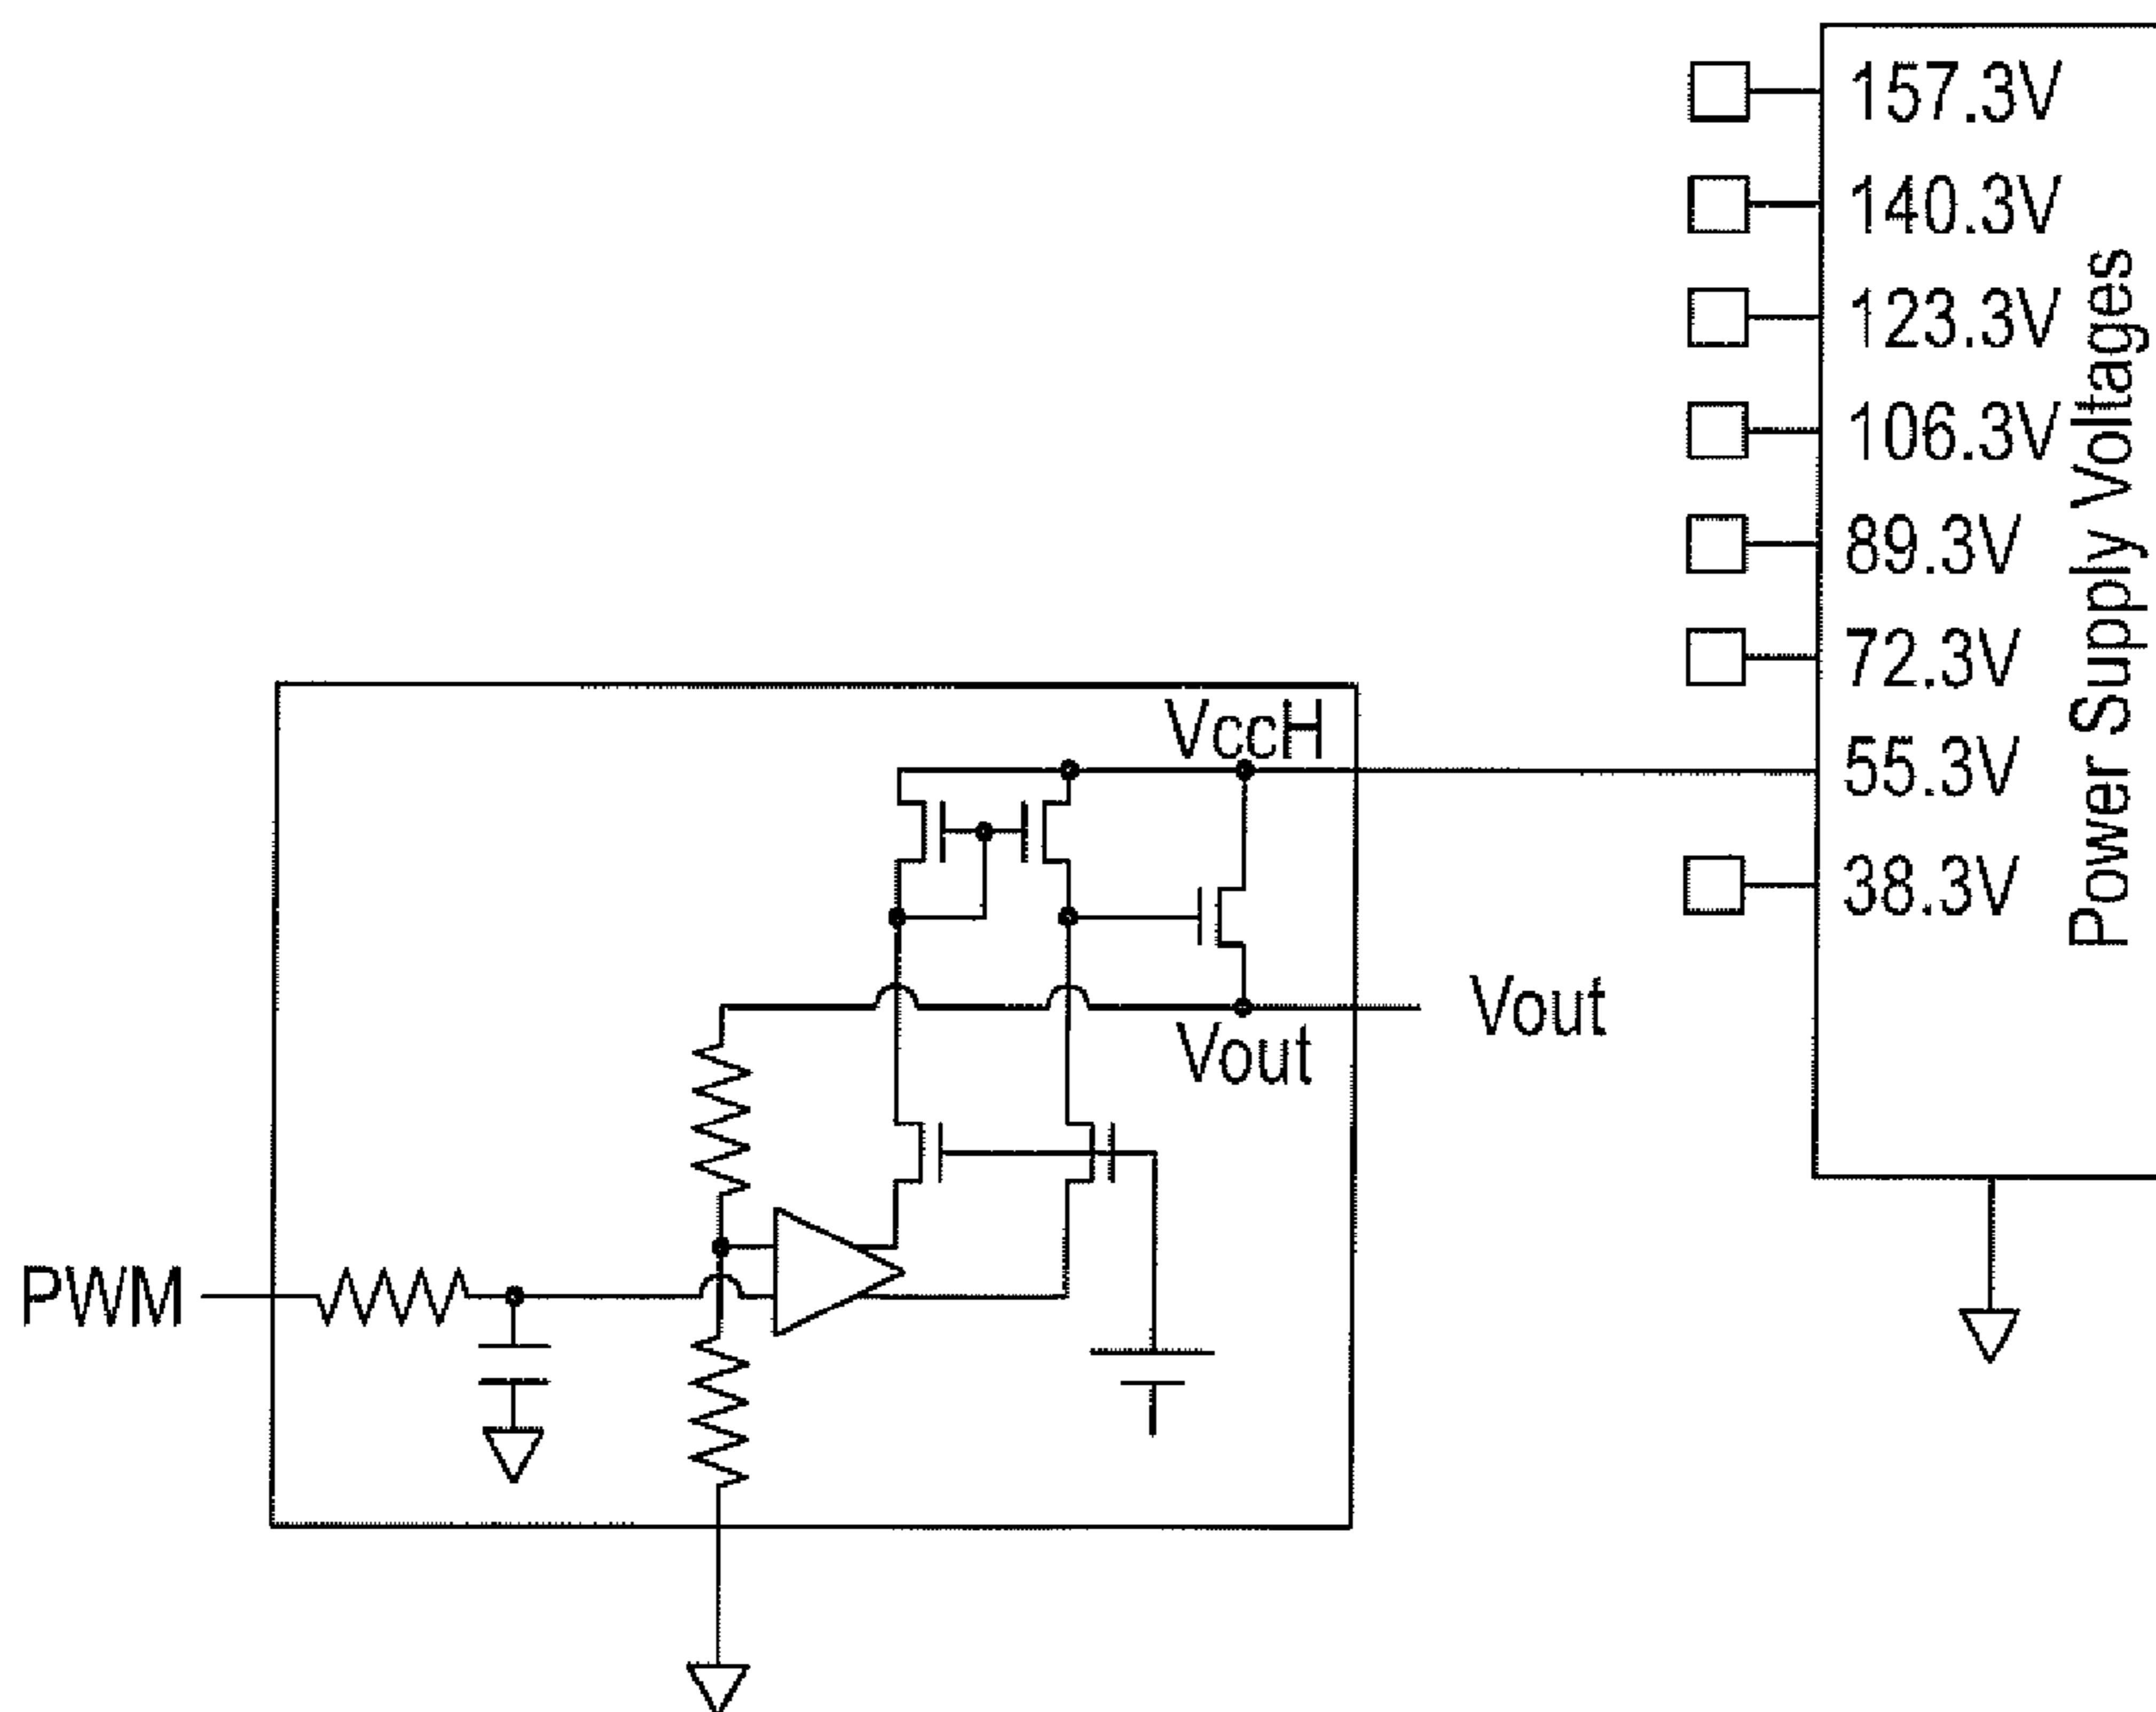 157.3V
140.3V
123.3V
106.3V
89.3V
72.3V
55.3V
38.3V
Power Supply Voltages
VccH
Vout
Vout
PWM